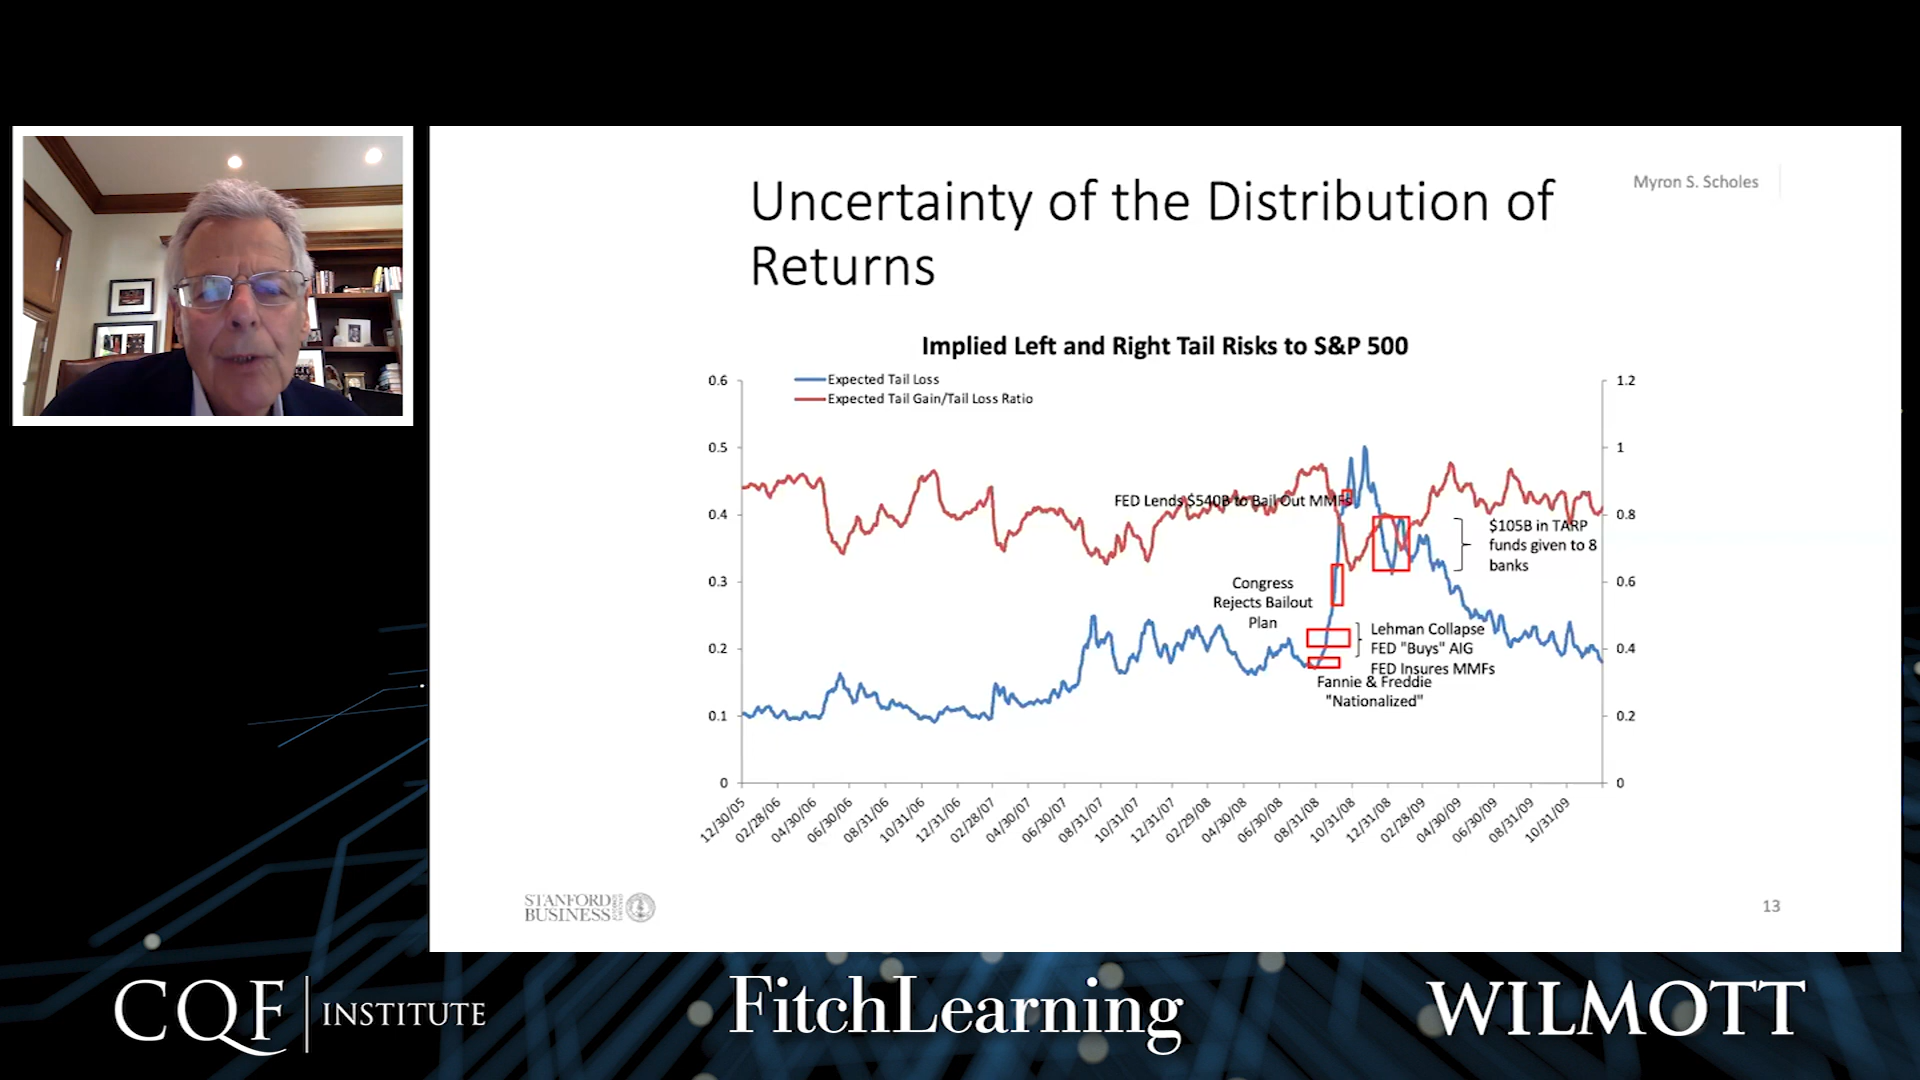 Uncertainty of the Distribution of
Returns
Myron S. Scholes
Implied Left and Right Tail Risks to S&P 500
Expected Tail Loss
Expected Tail Gain/Tail Loss Ratio
0.6
0.5
0.4
0.3
0.2
0.1
0
1.2
1
0.8
0.6
0.4
0.2
0
FED Lends $540B to Bail Out MMFs
$105B in TARP
funds given to 8
banks
Congress
Rejects Bailout
Plan
Lehman Collapse
FED "Buys" AIG
FED Insures MMFs
Fannie & Freddie
"Nationalized"
12/30/05
02/28/06
04/30/06
06/30/06
08/31/06
10/31/06
12/31/06
02/28/07
04/30/07
06/30/07
08/31/07
10/31/07
12/31/07
02/29/08
04/30/08
06/30/08
08/31/08
10/31/08
12/31/08
02/28/09
04/30/09
06/30/09
08/31/09
10/31/09
STANFORD
BUSINESS
13
CQF INSTITUTE
FitchLearning
WILMOTT